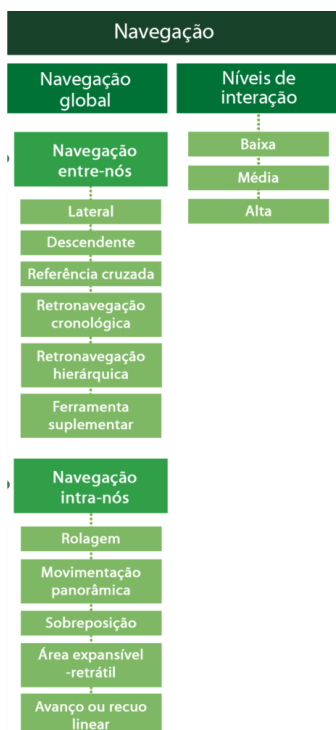 Navegação
Navegação
global
Navegação
entre-nós
Lateral
Descendente
Referência cruzada
Retronavegação
cronológica
Retronavegação
hierárquica
Ferramenta
suplementar
Navegação
intra-nós
Rolagem
Movimentação
panorâmica
Sobreposição
Área expansível
-retrátil
Avanço ou recuo
linear
Níveis de
interação
Baixa
Média
Alta